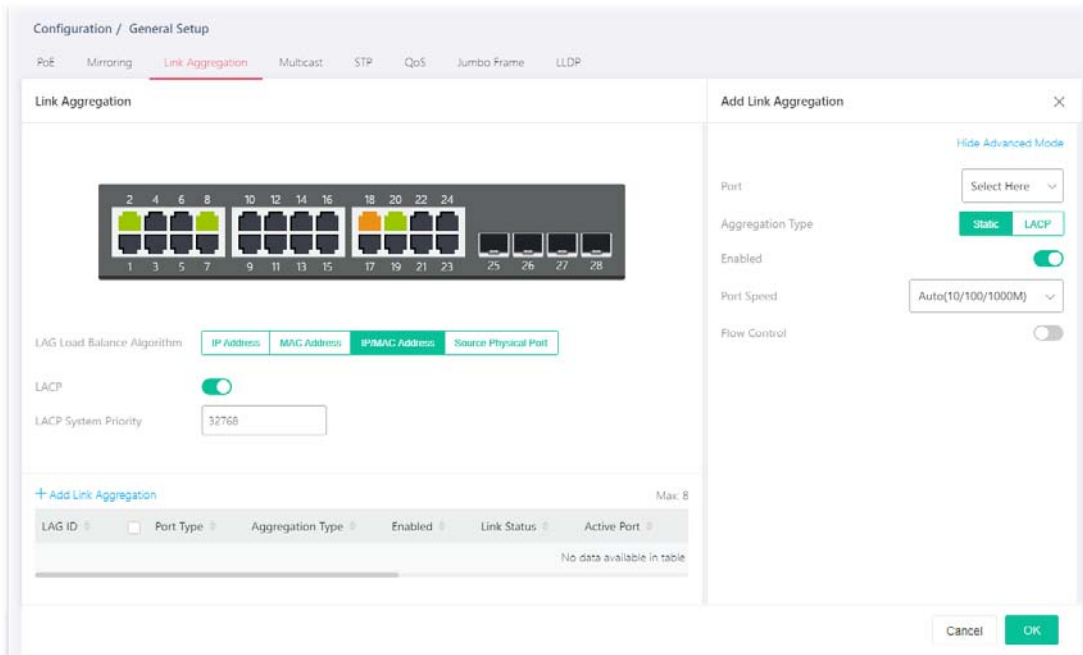 Configuration / General Setup
PoE Mirroring Link Aggregation Multicast STP QoS Jumbo Frame LLDP
Link Aggregation
2 4 6 8 10 12 14 16 18 20 22 24
1 3 5 7 9 11 13 15 17 19 21 23 25 26 27 28
LAG Load Balance Algorithm IP Address MAC Address IP/MAC Address Source Physical Port
LACP
LACP System Priority 32768
+ Add Link Aggregation Max: 8
LAG ID Port Type Aggregation Type Enabled Link Status Active Port
No data available in table
Add Link Aggregation
Hide Advanced Mode
Port Select Here
Aggregation Type Static LACP
Enabled
Port Speed Auto(10/100/1000M)
Flow Control
Cancel OK